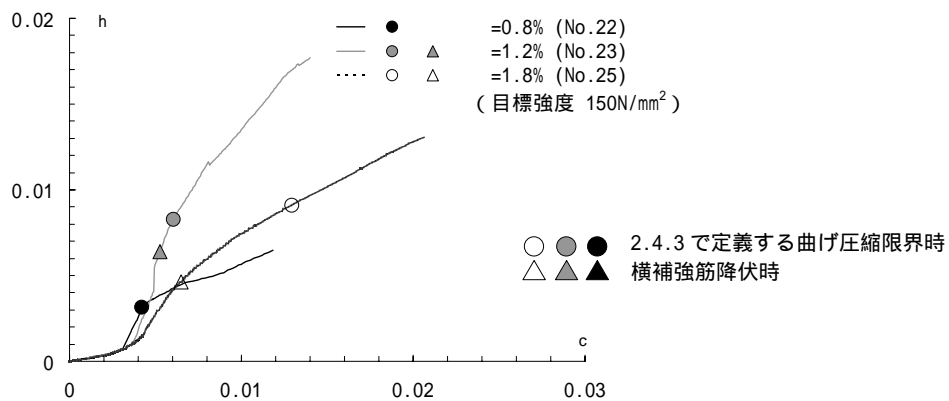 0.02
h
=0.8% (No.22)
=1.2% (No.23)
=1.8% (No.25)
(目標強度 150N/mm²)
0.01
2.4.3 で定義する曲げ圧縮限界時
横補強筋降伏時
c
0
0 0.01 0.02 0.03